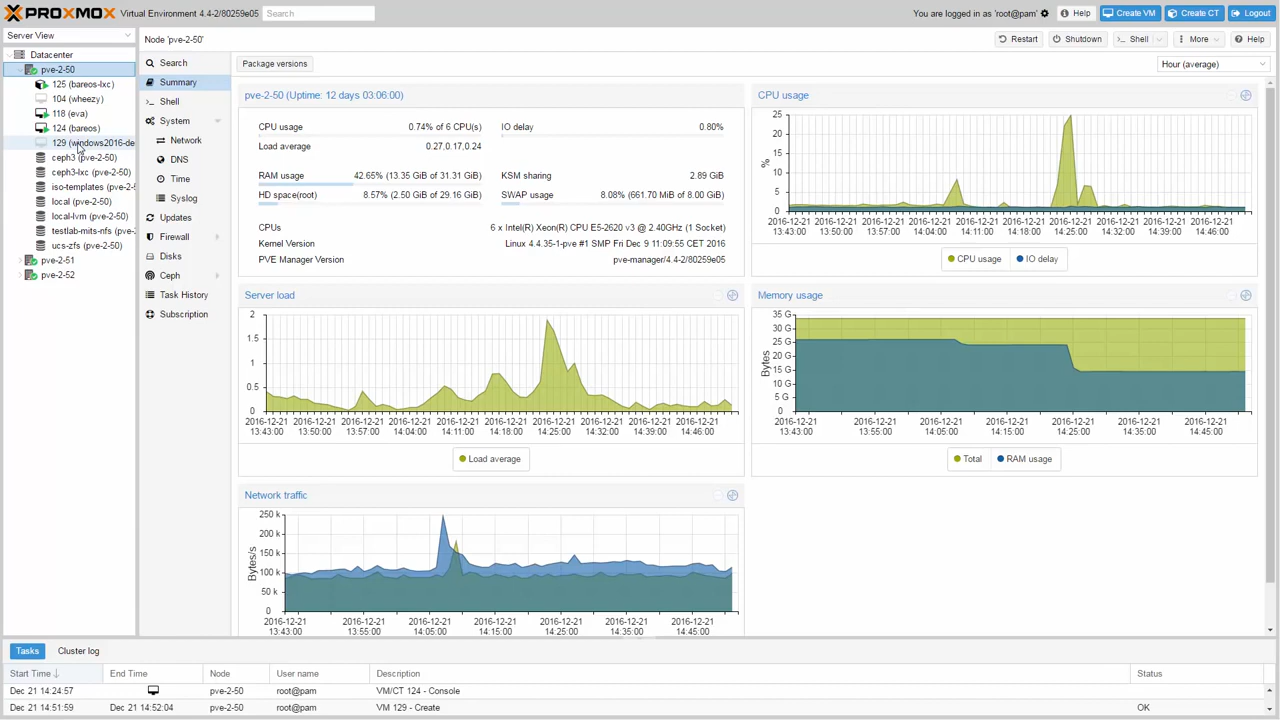 PROXMOX Virtual Environment 4.4-2/80259e05 Search You are logged in as 'root@pam' Help Create VM Create CT Logout
Server View
Node 'pve-2-50' Restart Shutdown Shell More Help
Datacenter
pve-2-50
125 (bareos-lxc)
104 (wheezy)
118 (eva)
124 (bareos)
129 (windows2016-de
ceph3 (pve-2-50)
ceph3-lxc (pve-2-50)
iso-templates (pve-2-5
local (pve-2-50)
local-lvm (pve-2-50)
testlab-mits-nfs (pve-2
ucs-zfs (pve-2-50)
pve-2-51
pve-2-52
Search
Summary
Shell
System
Network
DNS
Time
Syslog
Updates
Firewall
Disks
Ceph
Task History
Subscription
Package versions Hour (average)
pve-2-50 (Uptime: 12 days 03:06:00)
CPU usage 0.74% of 6 CPU(s) IO delay 0.80%
Load average 0.27,0.17,0.24
RAM usage 42.65% (13.35 GiB of 31.31 GiB) KSM sharing 2.89 GiB
HD space(root) 8.57% (2.50 GiB of 29.16 GiB) SWAP usage 8.08% (661.70 MiB of 8.00 GiB)
CPUs 6 x Intel(R) Xeon(R) CPU E5-2620 v3 @ 2.40GHz (1 Socket)
Kernel Version Linux 4.4.35-1-pve #1 SMP Fri Dec 9 11:09:55 CET 2016
PVE Manager Version pve-manager/4.4-2/80259e05
CPU usage
25
20
15
10
5
0
%
2016-12-21 2016-12-21 2016-12-21 2016-12-21 2016-12-21 2016-12-21 2016-12-21 2016-12-21 2016-12-21 2016-12-21
13:43:00 13:50:00 13:57:00 14:04:00 14:11:00 14:18:00 14:25:00 14:32:00 14:39:00 14:46:00
CPU usage IO delay
Server load
2
1.5
1
0.5
0
2016-12-21 2016-12-21 2016-12-21 2016-12-21 2016-12-21 2016-12-21 2016-12-21 2016-12-21 2016-12-21 2016-12-21
13:43:00 13:50:00 13:57:00 14:04:00 14:11:00 14:18:00 14:25:00 14:32:00 14:39:00 14:46:00
Load average
Memory usage
35 G
30 G
25 G
20 G
15 G
10 G
5 G
0
Bytes
2016-12-21 2016-12-21 2016-12-21 2016-12-21 2016-12-21 2016-12-21 2016-12-21
13:43:00 13:55:00 14:05:00 14:15:00 14:25:00 14:35:00 14:45:00
Total RAM usage
Network traffic
250 k
200 k
150 k
100 k
50 k
0
Bytes/s
2016-12-21 2016-12-21 2016-12-21 2016-12-21 2016-12-21 2016-12-21 2016-12-21
13:43:00 13:55:00 14:05:00 14:15:00 14:25:00 14:35:00 14:45:00
Tasks Cluster log
Start Time End Time Node User name Description Status
Dec 21 14:24:57 pve-2-50 root@pam VM/CT 124 - Console
Dec 21 14:51:59 Dec 21 14:52:04 pve-2-50 root@pam VM 129 - Create OK